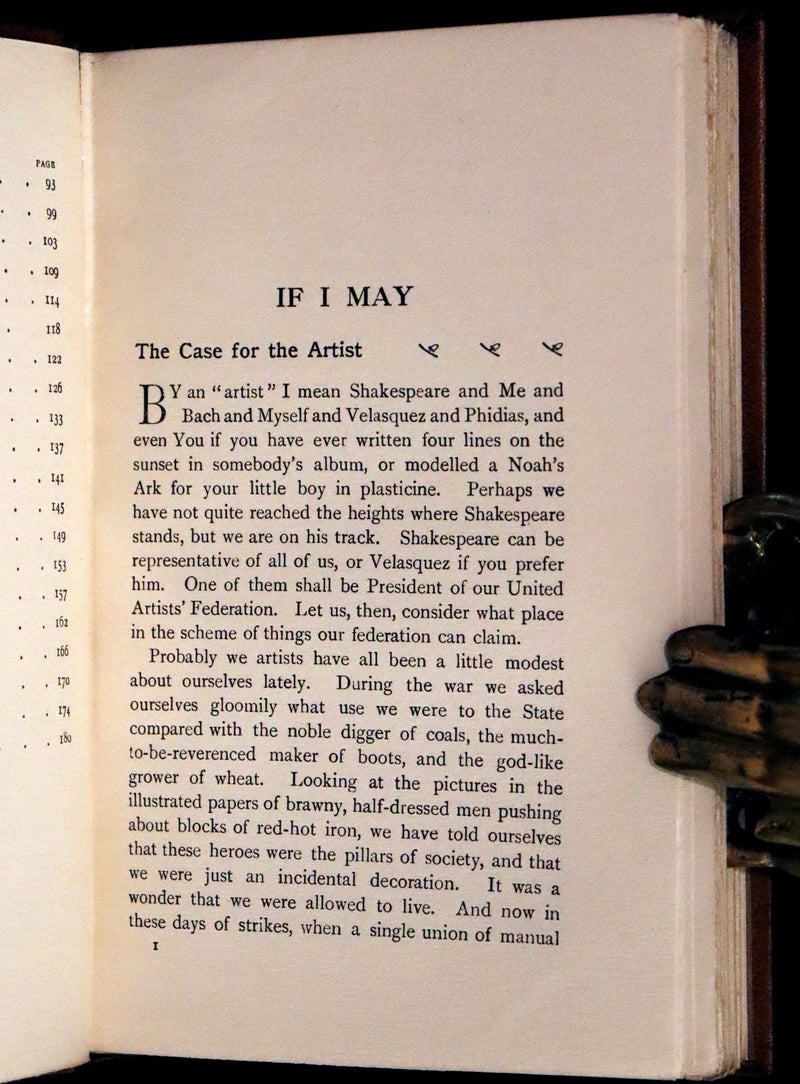 PAGE
. . 93
. . 99
. . 103
. . 109
. . 114
. 118
. . 122
. . 126
. . 133
. . 137
. . 141
. . 145
. . 149
. . 153
. . 157
. . 162
. . 166
. . 170
. . 174
. . 180
IF I MAY
The Case for the Artist
BY an “artist” I mean Shakespeare and Me and
Bach and Myself and Velasquez and Phidias, and
even You if you have ever written four lines on the
sunset in somebody’s album, or modelled a Noah’s
Ark for your little boy in plasticine. Perhaps we
have not quite reached the heights where Shakespeare
stands, but we are on his track. Shakespeare can be
representative of all of us, or Velasquez if you prefer
him. One of them shall be President of our United
Artists’ Federation. Let us, then, consider what place
in the scheme of things our federation can claim.
Probably we artists have all been a little modest
about ourselves lately. During the war we asked
ourselves gloomily what use we were to the State
compared with the noble digger of coals, the much-
to-be-reverenced maker of boots, and the god-like
grower of wheat. Looking at the pictures in the
illustrated papers of brawny, half-dressed men pushing
about blocks of red-hot iron, we have told ourselves
that these heroes were the pillars of society, and that
we were just an incidental decoration. It was a
wonder that we were allowed to live. And now in
these days of strikes, when a single union of manual
1